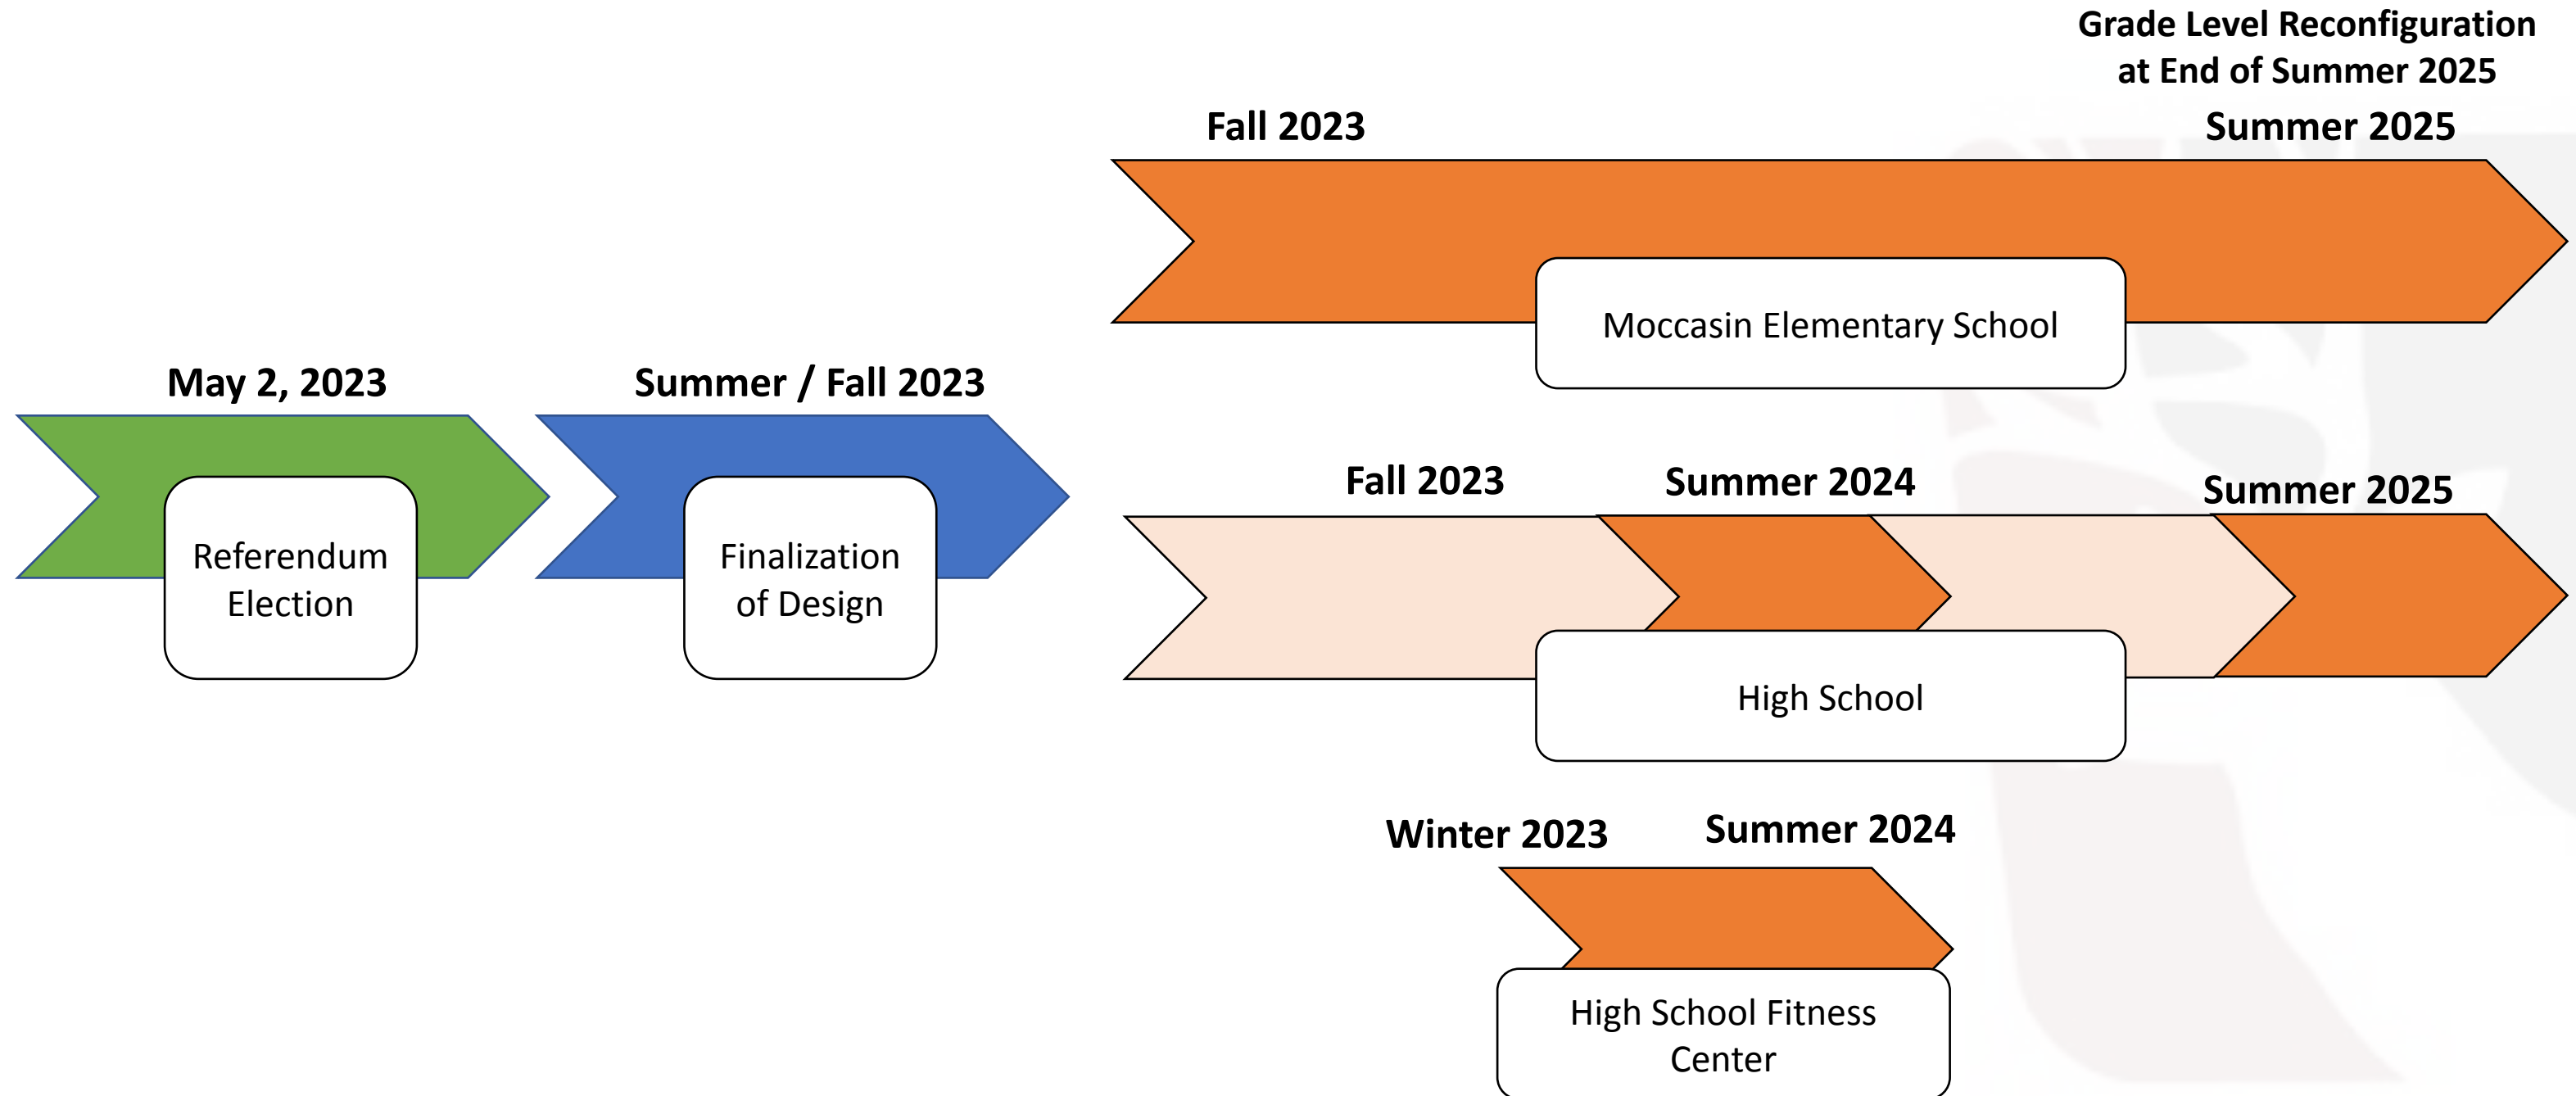 Grade Level Reconfiguration
at End of Summer 2025
Fall 2023
Summer 2025
Moccasin Elementary School
May 2, 2023
Summer / Fall 2023
Referendum
Election
Finalization
of Design
Fall 2023
Summer 2024
Summer 2025
High School
Winter 2023
Summer 2024
High School Fitness
Center